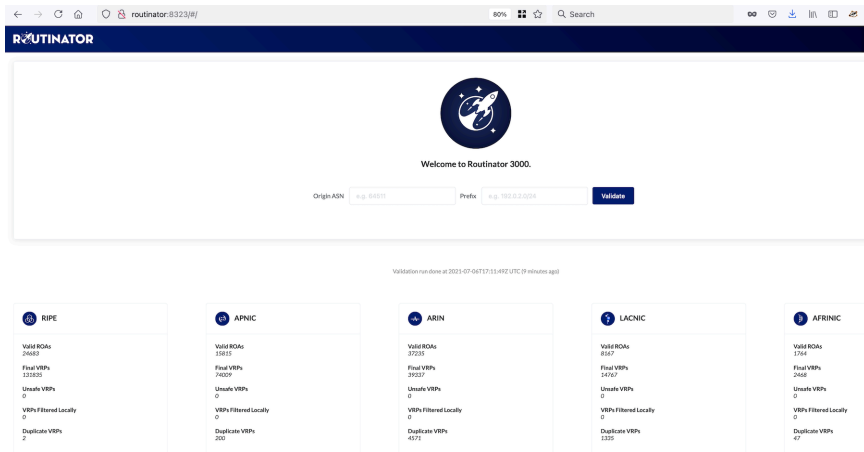 routinator:8323/#/
80%
Search
ROUTINATOR
Welcome to Routinator 3000.
Origin ASN e.g. 64511 Prefix e.g. 192.0.2.0/24 Validate
Validation run done at 2021-07-06T17:11:49Z UTC (9 minutes ago)
RIPE
Valid ROAs
24683
Final VRPs
131835
Unsafe VRPs
0
VRPs Filtered Locally
0
Duplicate VRPs
2
APNIC
Valid ROAs
15815
Final VRPs
74009
Unsafe VRPs
0
VRPs Filtered Locally
0
Duplicate VRPs
200
ARIN
Valid ROAs
37235
Final VRPs
39337
Unsafe VRPs
0
VRPs Filtered Locally
0
Duplicate VRPs
4571
LACNIC
Valid ROAs
8167
Final VRPs
14767
Unsafe VRPs
0
VRPs Filtered Locally
0
Duplicate VRPs
1335
AFRINIC
Valid ROAs
1764
Final VRPs
2468
Unsafe VRPs
0
VRPs Filtered Locally
0
Duplicate VRPs
47